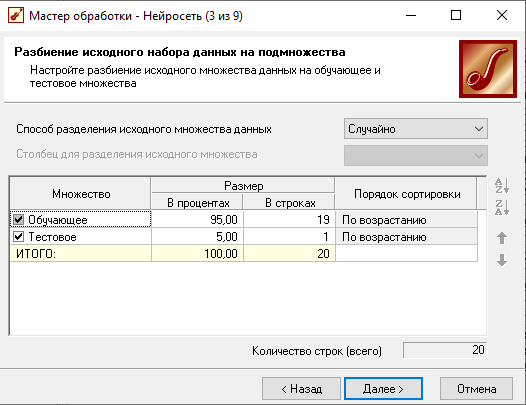 Мастер обработки - Нейросеть (3 из 9)
Разбиение исходного набора данных на подмножества
Настройте разбиение исходного множества данных на обучающее и
тестовое множества
Способ разделения исходного множества данных Случайно
Столбец для разделения исходного множества
Множество Размер Порядок сортировки
В процентах В строках
Обучающее 95,00 19 По возрастанию
Тестовое 5,00 1 По возрастанию
ИТОГО: 100,00 20
Количество строк (всего) 20
< Назад Далее > Отмена